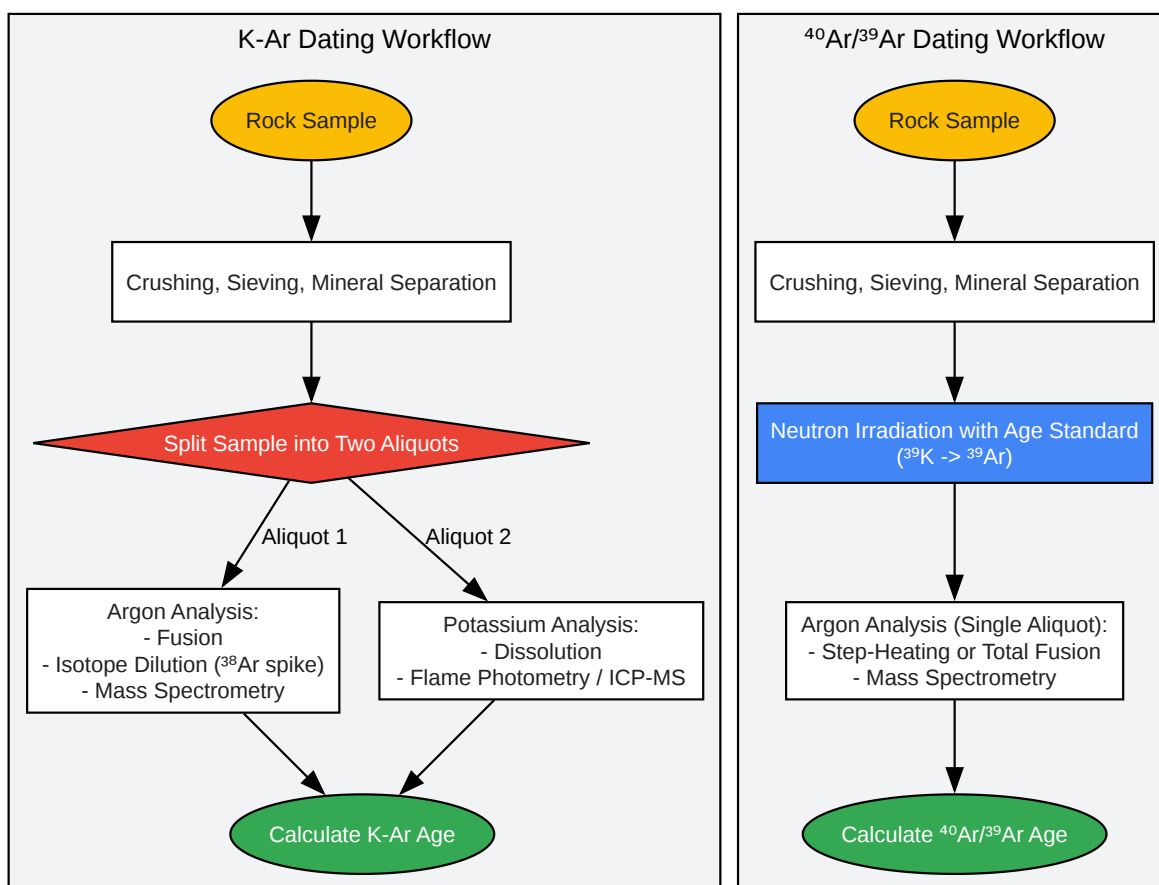 K-Ar Dating Workflow
Rock Sample
Crushing, Sieving, Mineral Separation
Split Sample into Two Aliquots
Aliquot 1
Aliquot 2
Argon Analysis:
- Fusion
- Isotope Dilution (³⁸Ar spike)
- Mass Spectrometry
Potassium Analysis:
- Dissolution
- Flame Photometry / ICP-MS
Calculate K-Ar Age
⁴⁰Ar/³⁹Ar Dating Workflow
Rock Sample
Crushing, Sieving, Mineral Separation
Neutron Irradiation with Age Standard
(³⁹K -> ³⁹Ar)
Argon Analysis (Single Aliquot):
- Step-Heating or Total Fusion
- Mass Spectrometry
Calculate ⁴⁰Ar/³⁹Ar Age